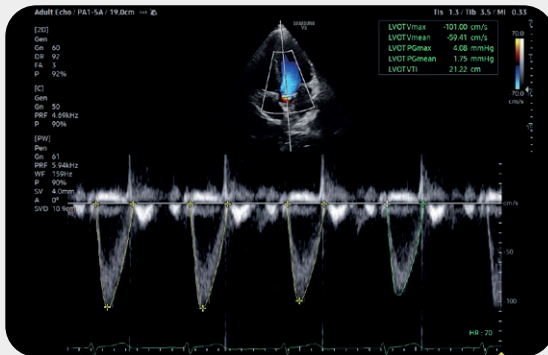 Adult Echo / PA1-5A / 19.0cm
TIs 1.3 / TIb 3.5 / MI 0.33
[2D]
Gen
Gn 60
DR 92
FA 3
P 92%
[C]
Gen
Gn 50
PRF 4.69kHz
P 90%
[PW]
Pen
Gn 61
PRF 5.94kHz
WF 159Hz
P 90%
SV 4.0mm
A 0°
SVD 10.9cm
LVOT Vmax -101.00 cm/s
LVOT Vmean -59.41 cm/s
LVOT PGmax 4.08 mmHg
LVOT PGmean 1.75 mmHg
LVOT VTI 21.22 cm
70.0
70.0
cm/s
cm/s
-50
-100
HR - 70